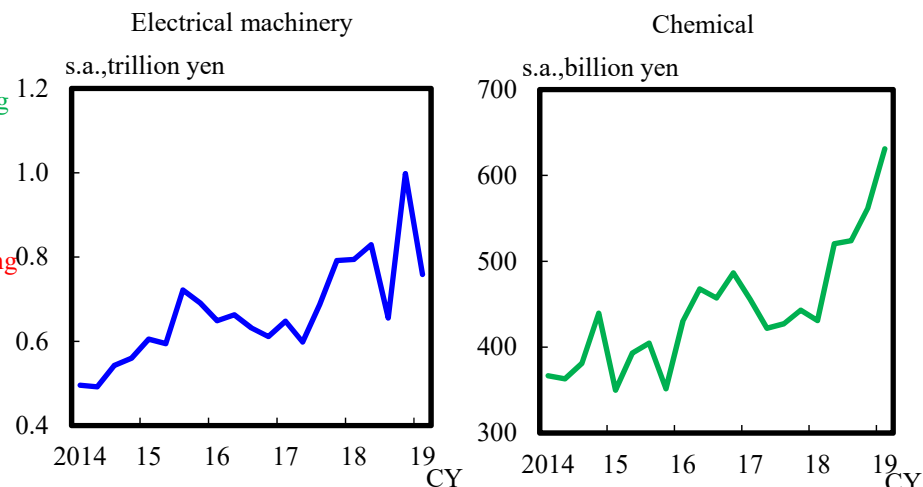 Electrical machinery
s.a.,trillion yen
1.2
1.0
0.8
0.6
0.4
2014 15 16 17 18 19
CY
Chemical
s.a.,billion yen
700
600
500
400
300
2014 15 16 17 18 19
CY